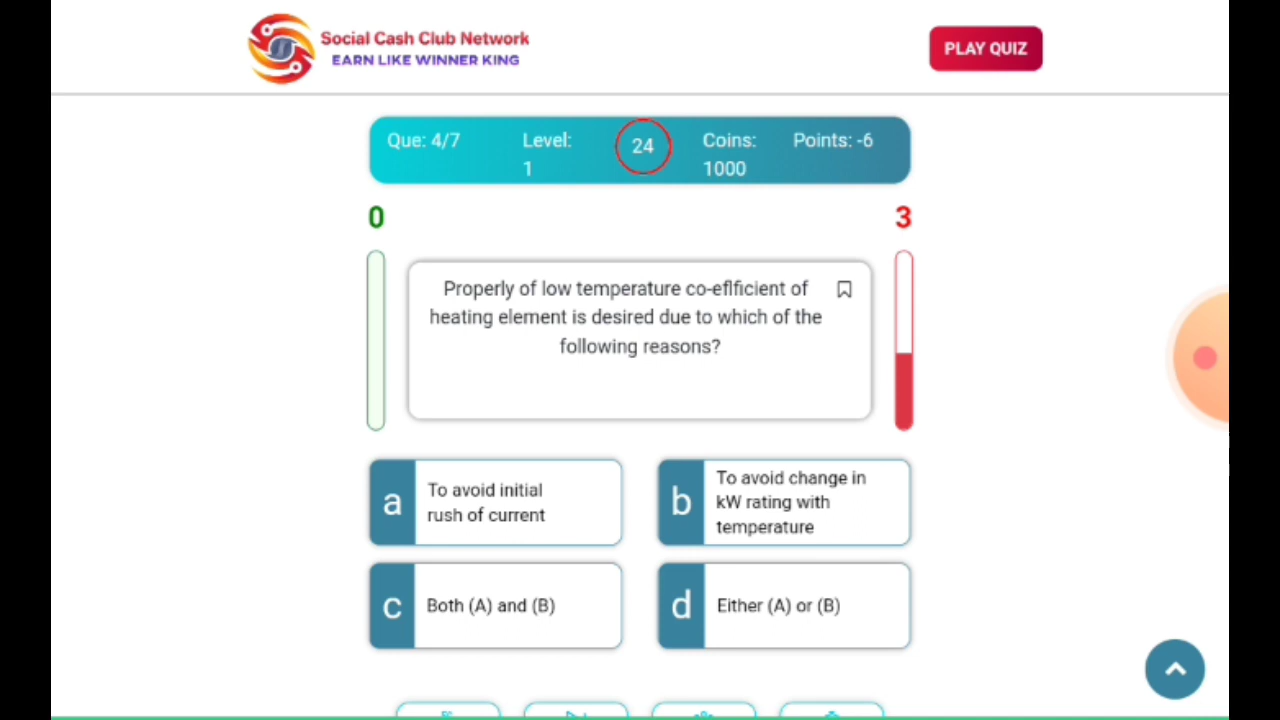 Social Cash Club Network
EARN LIKE WINNER KING
PLAY QUIZ
Que: 4/7
Level:
1
24
Coins:
1000
Points: -6
0
3
Properly of low temperature co-eflficient of
heating element is desired due to which of the
following reasons?
a
To avoid initial
rush of current
b
To avoid change in
kW rating with
temperature
c
Both (A) and (B)
d
Either (A) or (B)